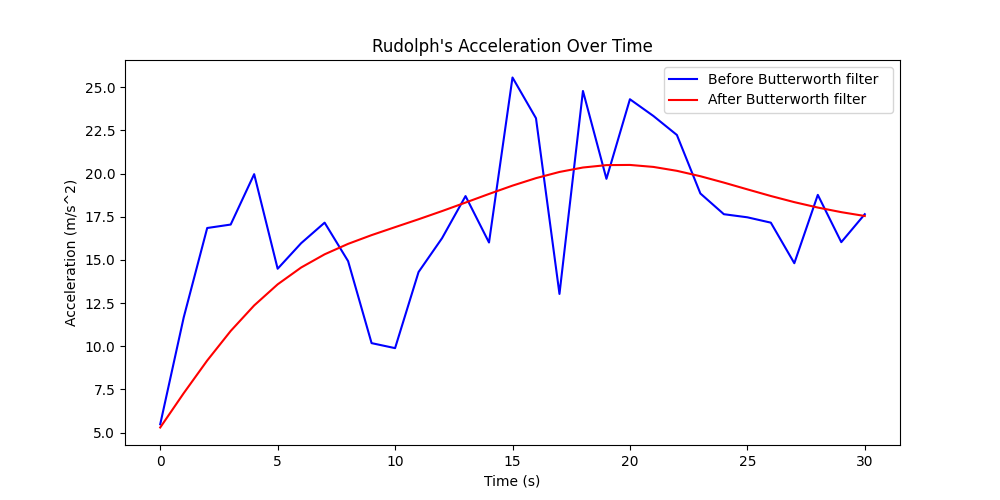 Rudolph's Acceleration Over Time
Before Butterworth filter
After Butterworth filter
Acceleration (m/s^2)
25.0
22.5
20.0
17.5
15.0
12.5
10.0
7.5
5.0
0 5 10 15 20 25 30
Time (s)